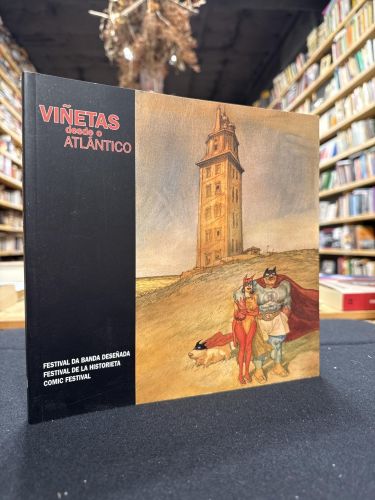 VIÑETAS
desde o
ATLÁNTICO
FESTIVAL DA BANDA DESEÑADA
FESTIVAL DE LA HISTORIETA
COMIC FESTIVAL